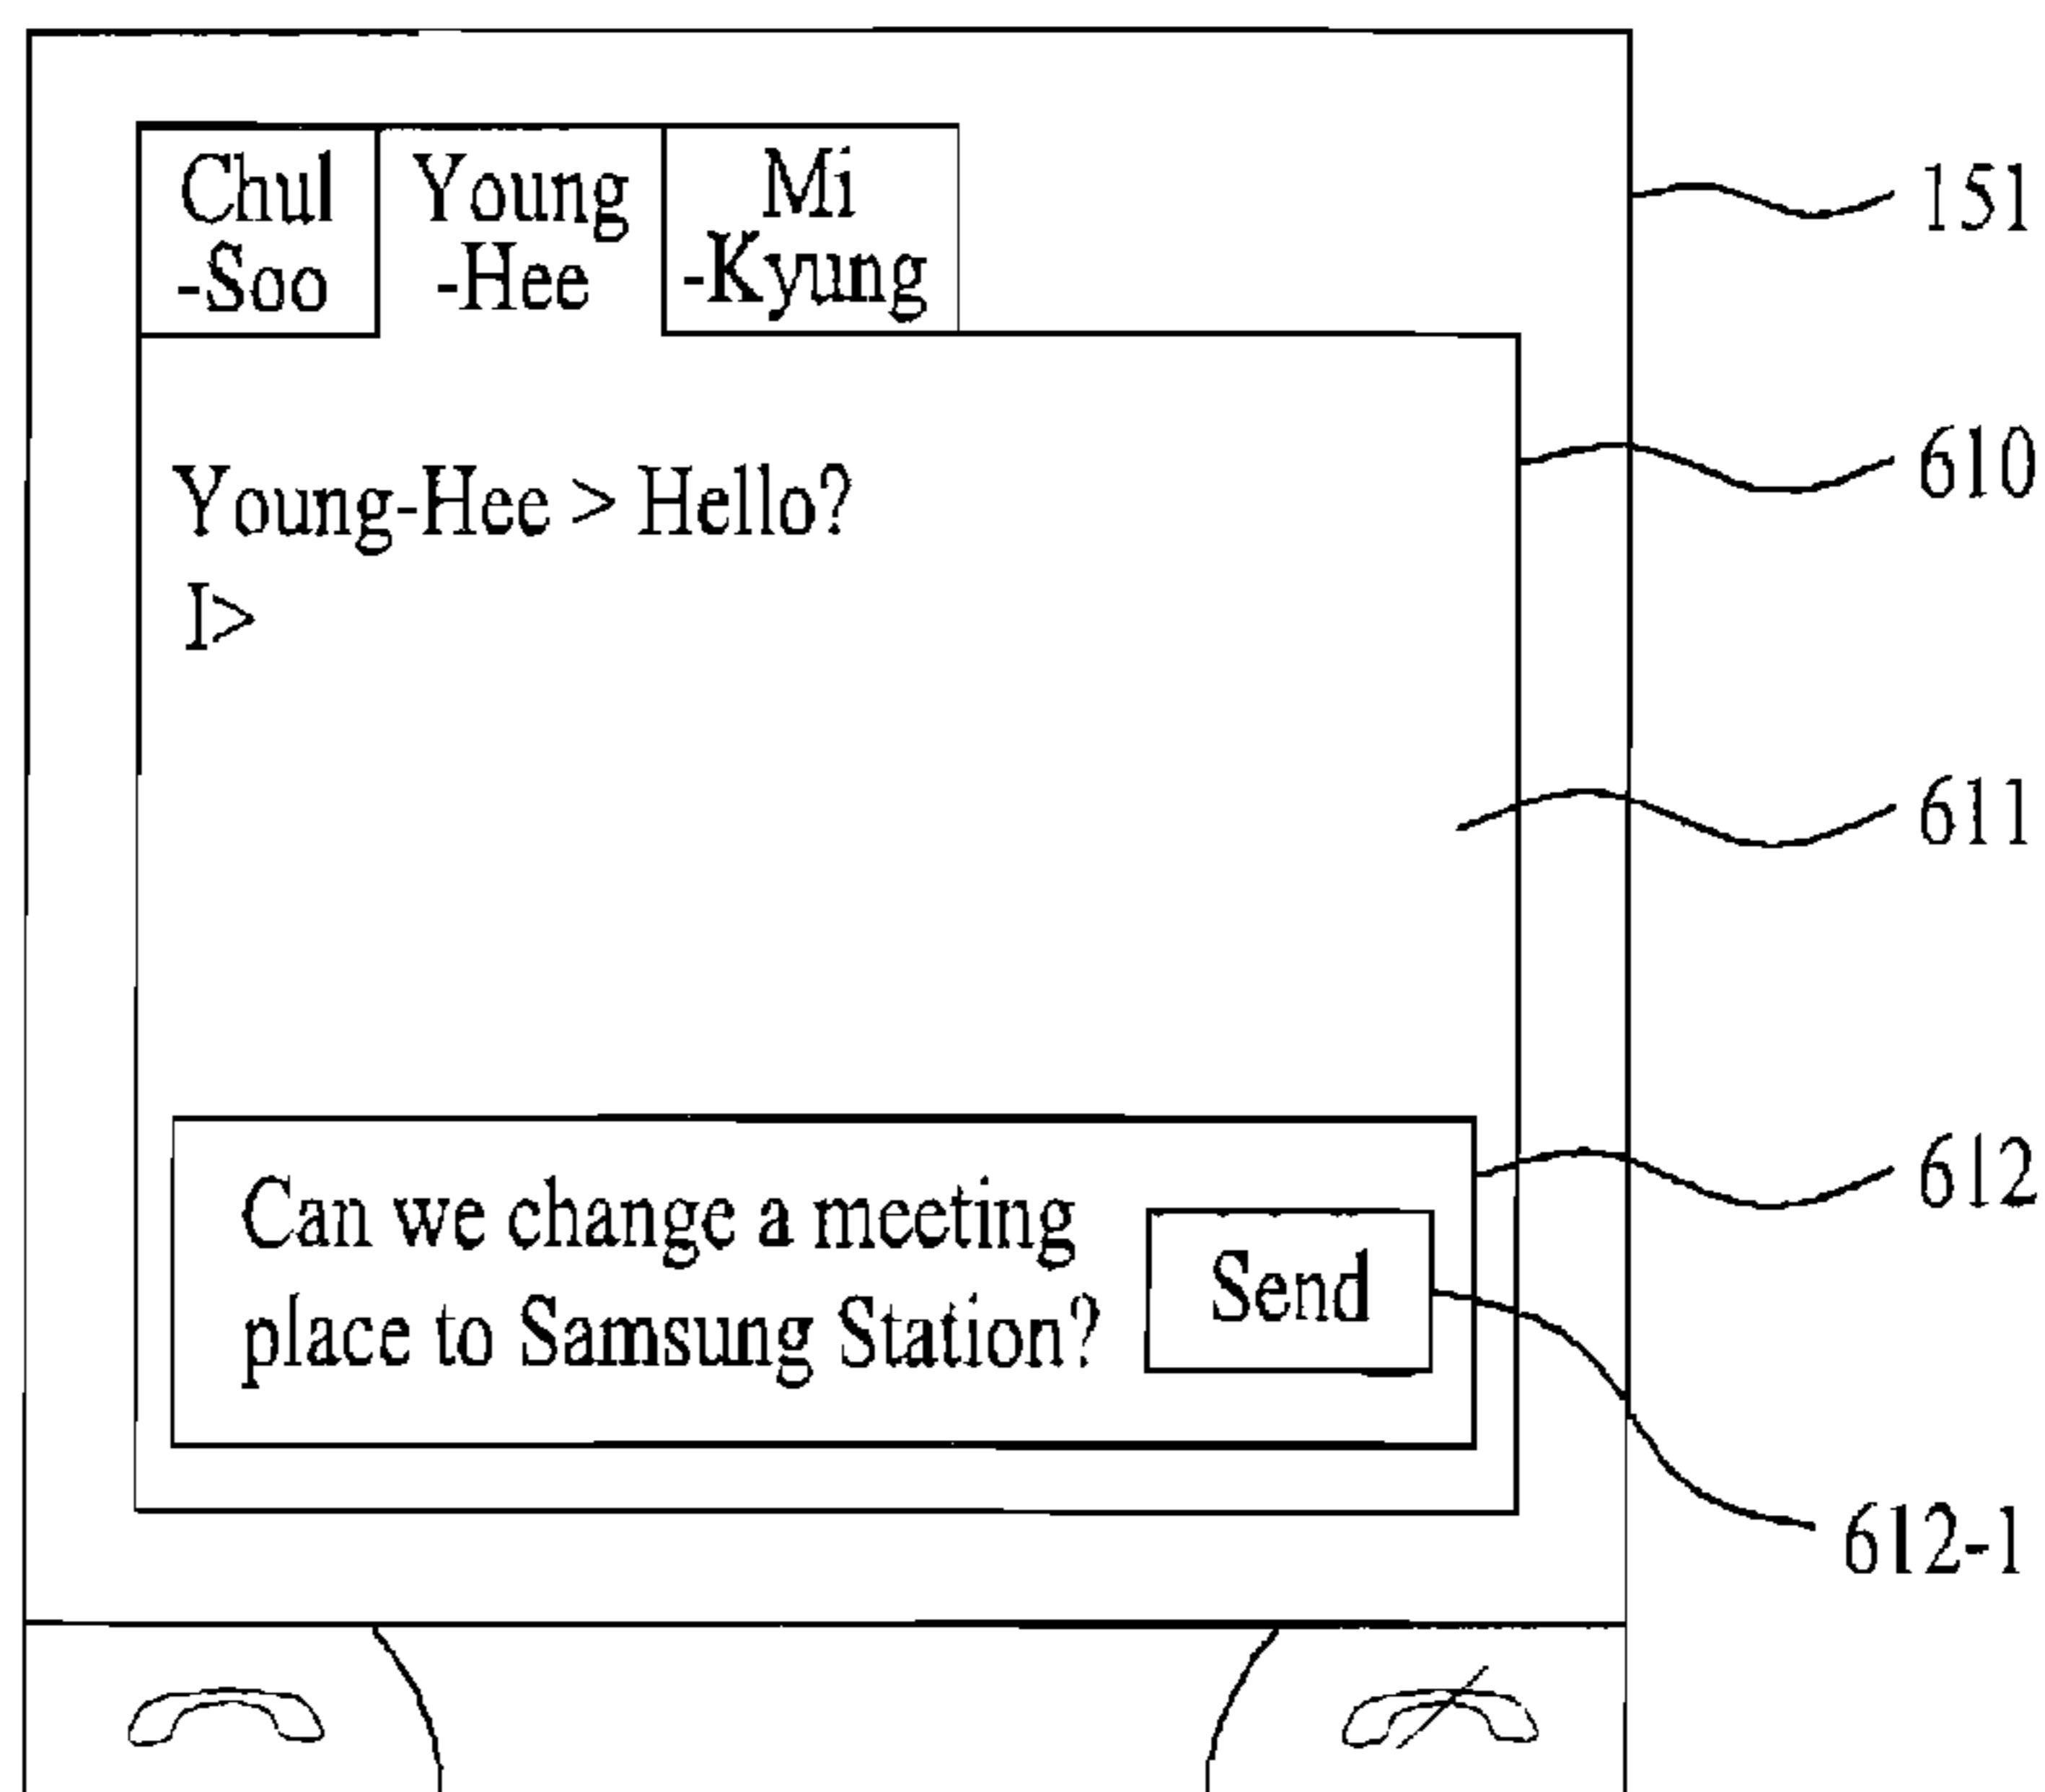 Chul
-Soo
Young
-Hee
Mi
-Kyung
151
610
Young-Hee > Hello?
I>
611
612
Can we change a meeting
place to Samsung Station?
Send
612-1